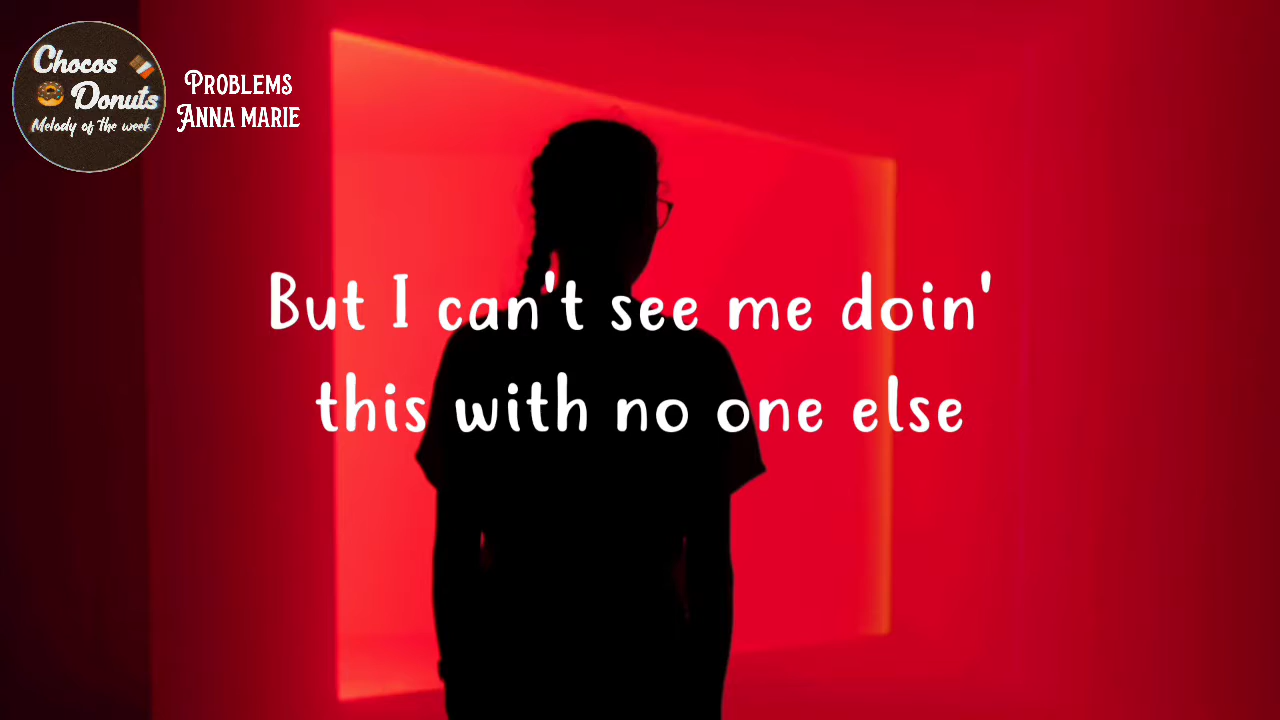 Chocos
Donuts
Melody of the week
Problems
Anna marie
But I can't see me doin'
this with no one else